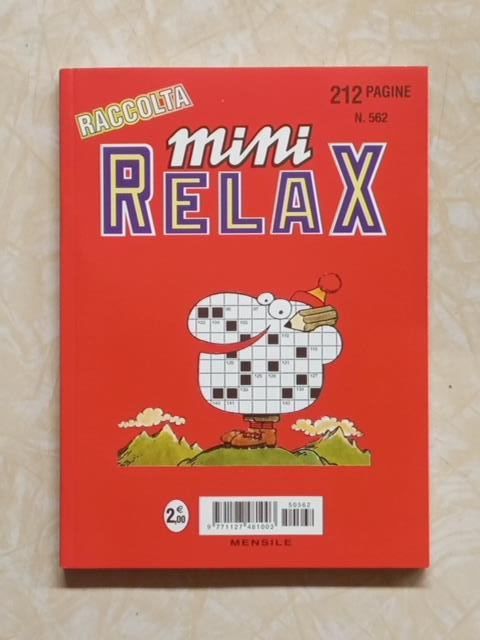 RACCOLTA
212 PAGINE
N. 562
mini
RELAX
€
2,00
50562
9 771127 461003
MENSILE